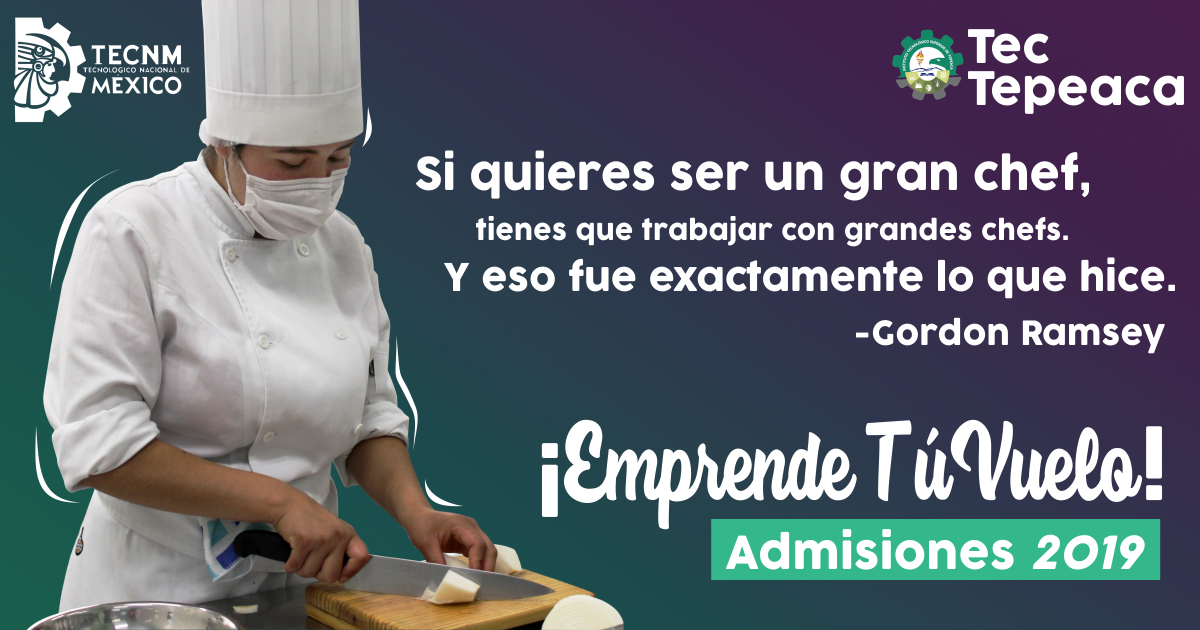 TECNM
TECNOLÓGICO NACIONAL DE
MÉXICO
Tec
Tepeaca
Si quieres ser un gran chef,
tienes que trabajar con grandes chefs.
Y eso fue exactamente lo que hice.
-Gordon Ramsey
¡Emprende Tú Vuelo!
Admisiones 2019